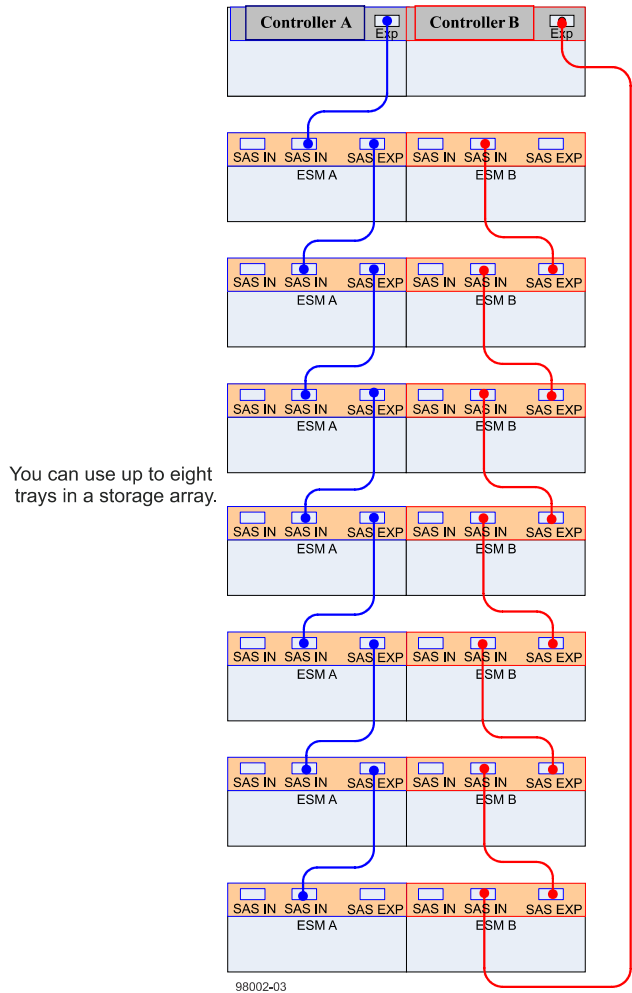 Controller A
Exp
Controller B
Exp
SAS IN SAS IN SAS EXP SAS IN SAS IN SAS EXP
ESM A ESM B
SAS IN SAS IN SAS EXP SAS IN SAS IN SAS EXP
ESM A ESM B
SAS IN SAS IN SAS EXP SAS IN SAS IN SAS EXP
ESM A ESM B
You can use up to eight
trays in a storage array.
SAS IN SAS IN SAS EXP SAS IN SAS IN SAS EXP
ESM A ESM B
SAS IN SAS IN SAS EXP SAS IN SAS IN SAS EXP
ESM A ESM B
SAS IN SAS IN SAS EXP SAS IN SAS IN SAS EXP
ESM A ESM B
SAS IN SAS IN SAS EXP SAS IN SAS IN SAS EXP
ESM A ESM B
98002-03